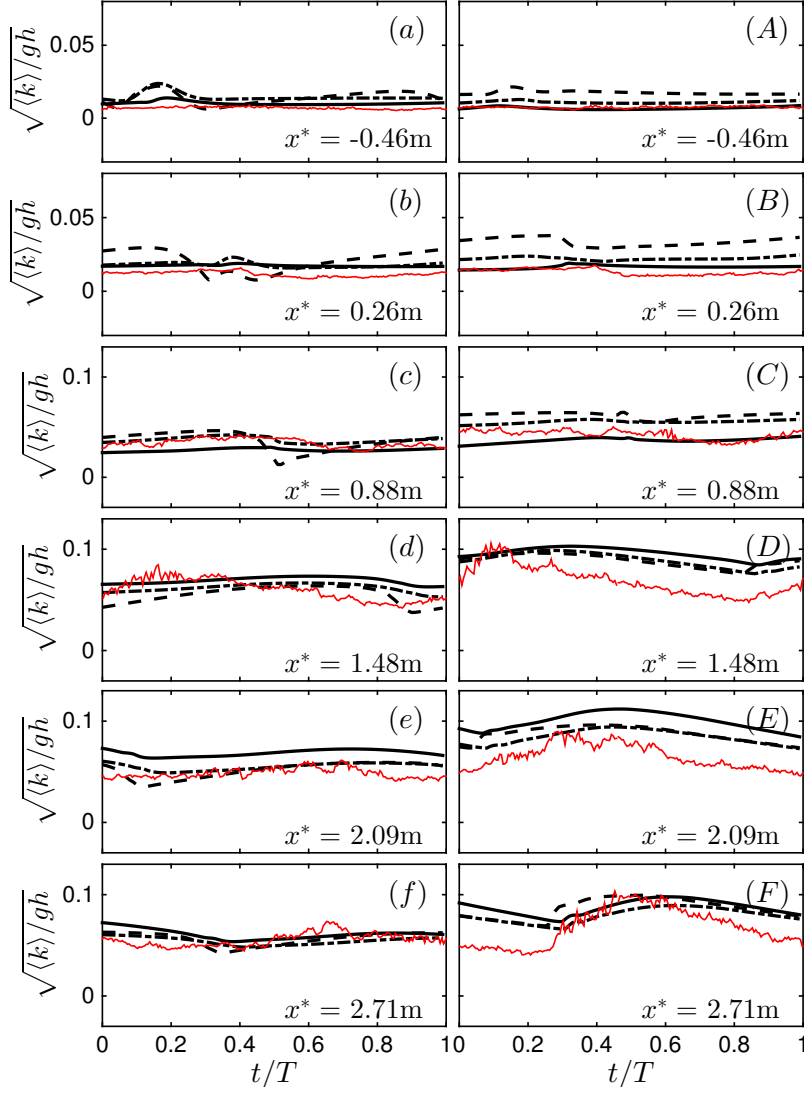 √⟨k⟩/gh 0.05 0 (a) x* = -0.46m
(A) x* = -0.46m
√⟨k⟩/gh 0.05 0 (b) x* = 0.26m
(B) x* = 0.26m
√⟨k⟩/gh 0.1 0 (c) x* = 0.88m
(C) x* = 0.88m
√⟨k⟩/gh 0.1 0 (d) x* = 1.48m
(D) x* = 1.48m
√⟨k⟩/gh 0.1 0 (e) x* = 2.09m
(E) x* = 2.09m
√⟨k⟩/gh 0.1 0 (f) x* = 2.71m
(F) x* = 2.71m
0 0.2 0.4 0.6 0.8 1 0 0.2 0.4 0.6 0.8 1
t/T t/T